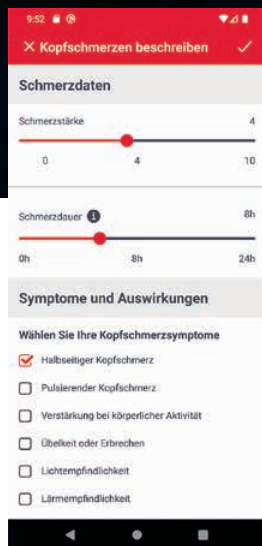 9:52
Kopfschmerzen beschreiben
Schmerzdaten
Schmerzstärke 4
0 4 10
Schmerzdauer i 8h
0h 8h 24h
Symptome und Auswirkungen
Wählen Sie Ihre Kopfschmerzsymptome
Halbseitiger Kopfschmerz
Pulsierender Kopfschmerz
Verstärkung bei körperlicher Aktivität
Übelkeit oder Erbrechen
Lichtempfindlichkeit
Lärmempfindlichkeit